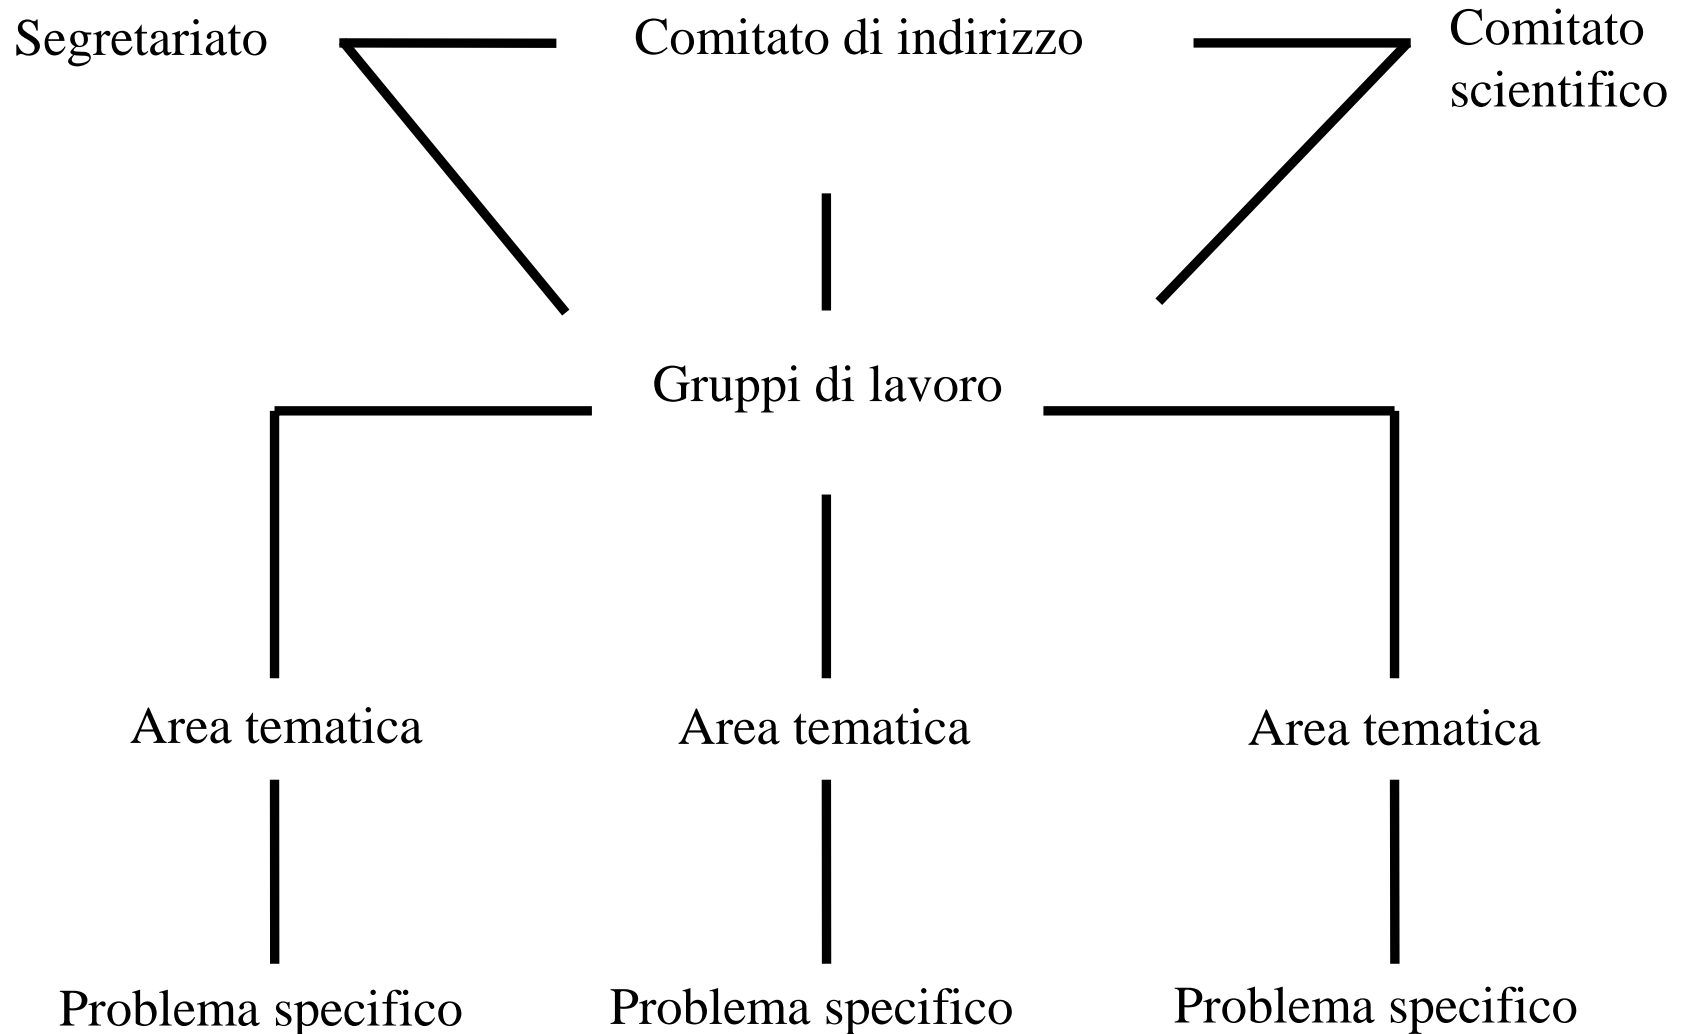 Segretariato
Comitato di indirizzo
Comitato
scientifico
Gruppi di lavoro
Area tematica
Area tematica
Area tematica
Problema specifico
Problema specifico
Problema specifico